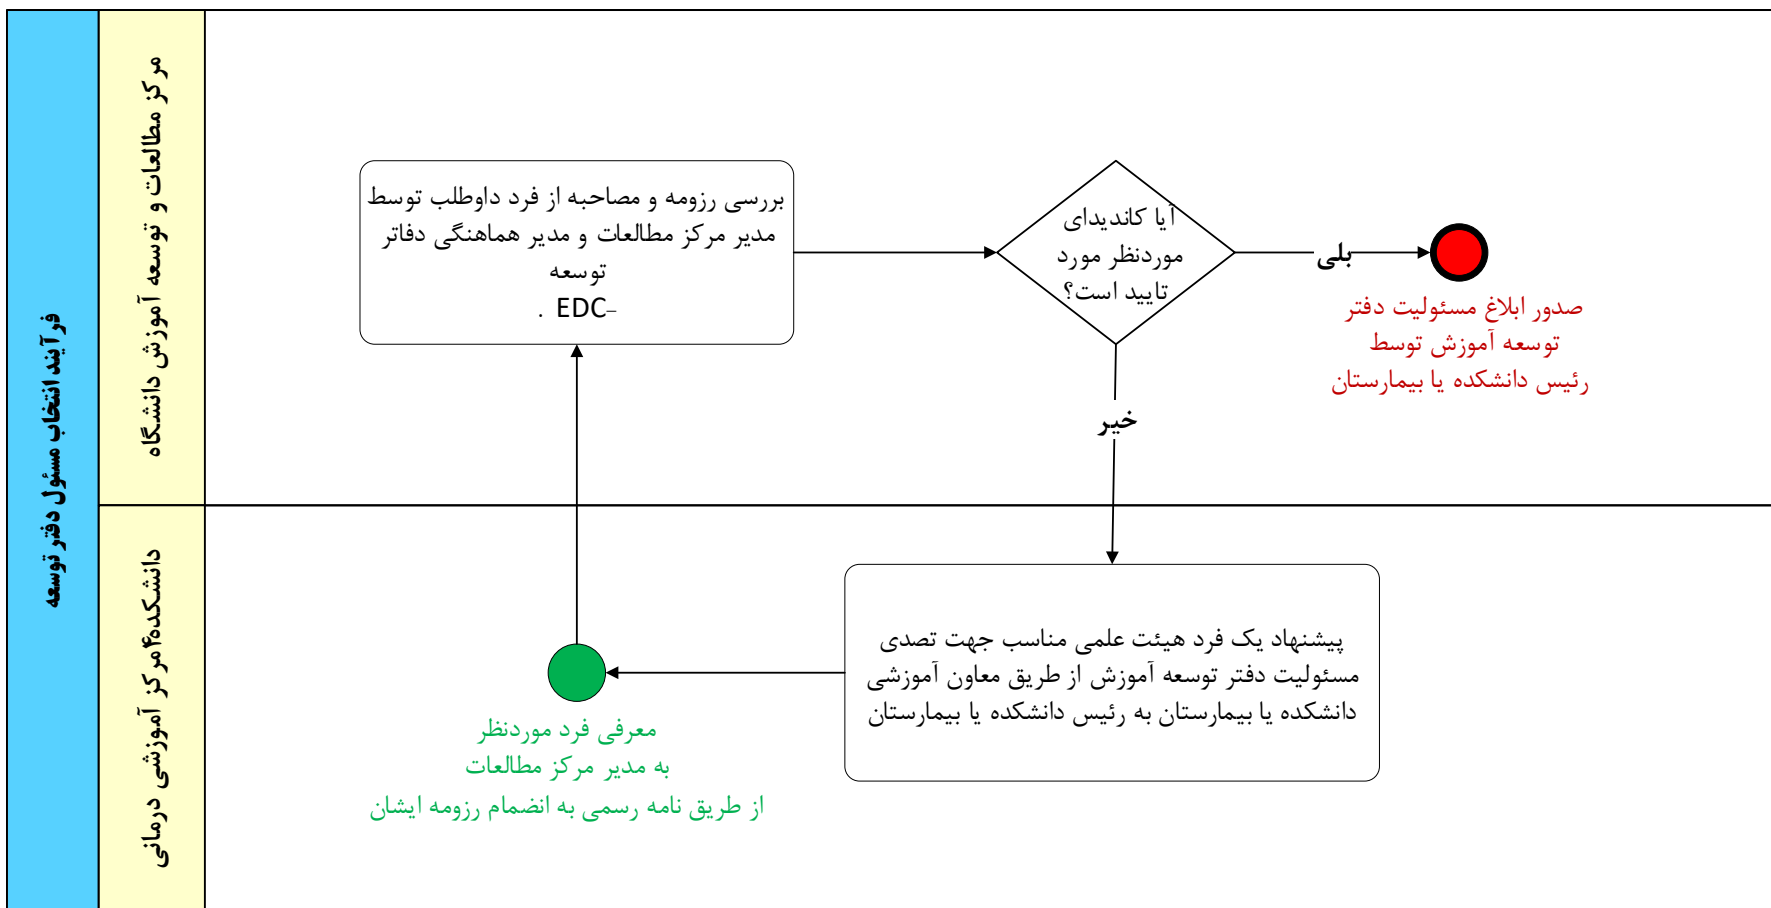 فرآیند انتخاب مسئول دفتر توسعه
مرکز مطالعات و توسعه آموزش دانشگاه
بررسی رزومه و مصاحبه از فرد داوطلب توسط
مدیر مرکز مطالعات و مدیر هماهنگی دفاتر
توسعه
. EDC–
آیا کاندیدای
موردنظر مورد
تایید است؟
بلی
صدور ابلاغ مسئولیت دفتر
توسعه آموزش توسط
رئیس دانشکده یا بیمارستان
خیر
دانشکده۴مرکز آموزشی درمانی
پیشنهاد یک فرد هیئت علمی مناسب جهت تصدی
مسئولیت دفتر توسعه آموزش از طریق معاون آموزشی
دانشکده یا بیمارستان به رئیس دانشکده یا بیمارستان
معرفی فرد موردنظر
به مدیر مرکز مطالعات
از طریق نامه رسمی به انضمام رزومه ایشان